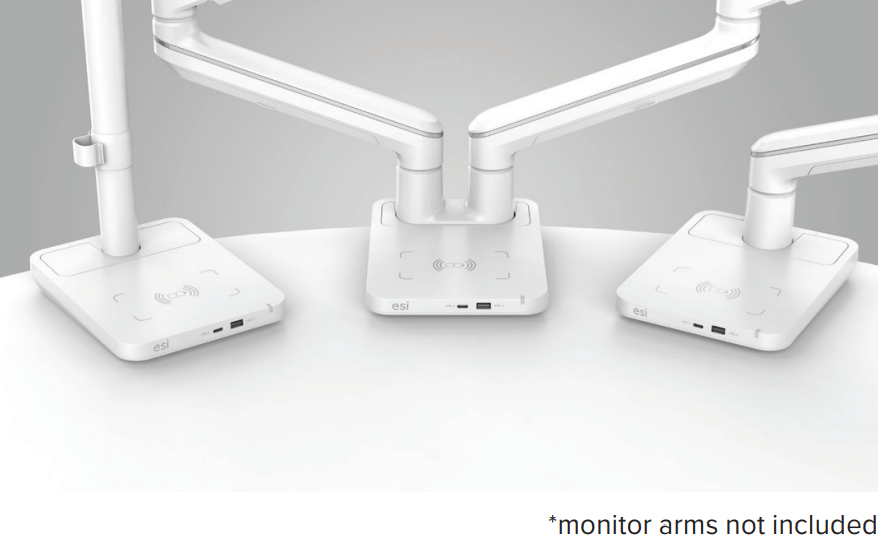 esi
esi
esi
*monitor arms not included